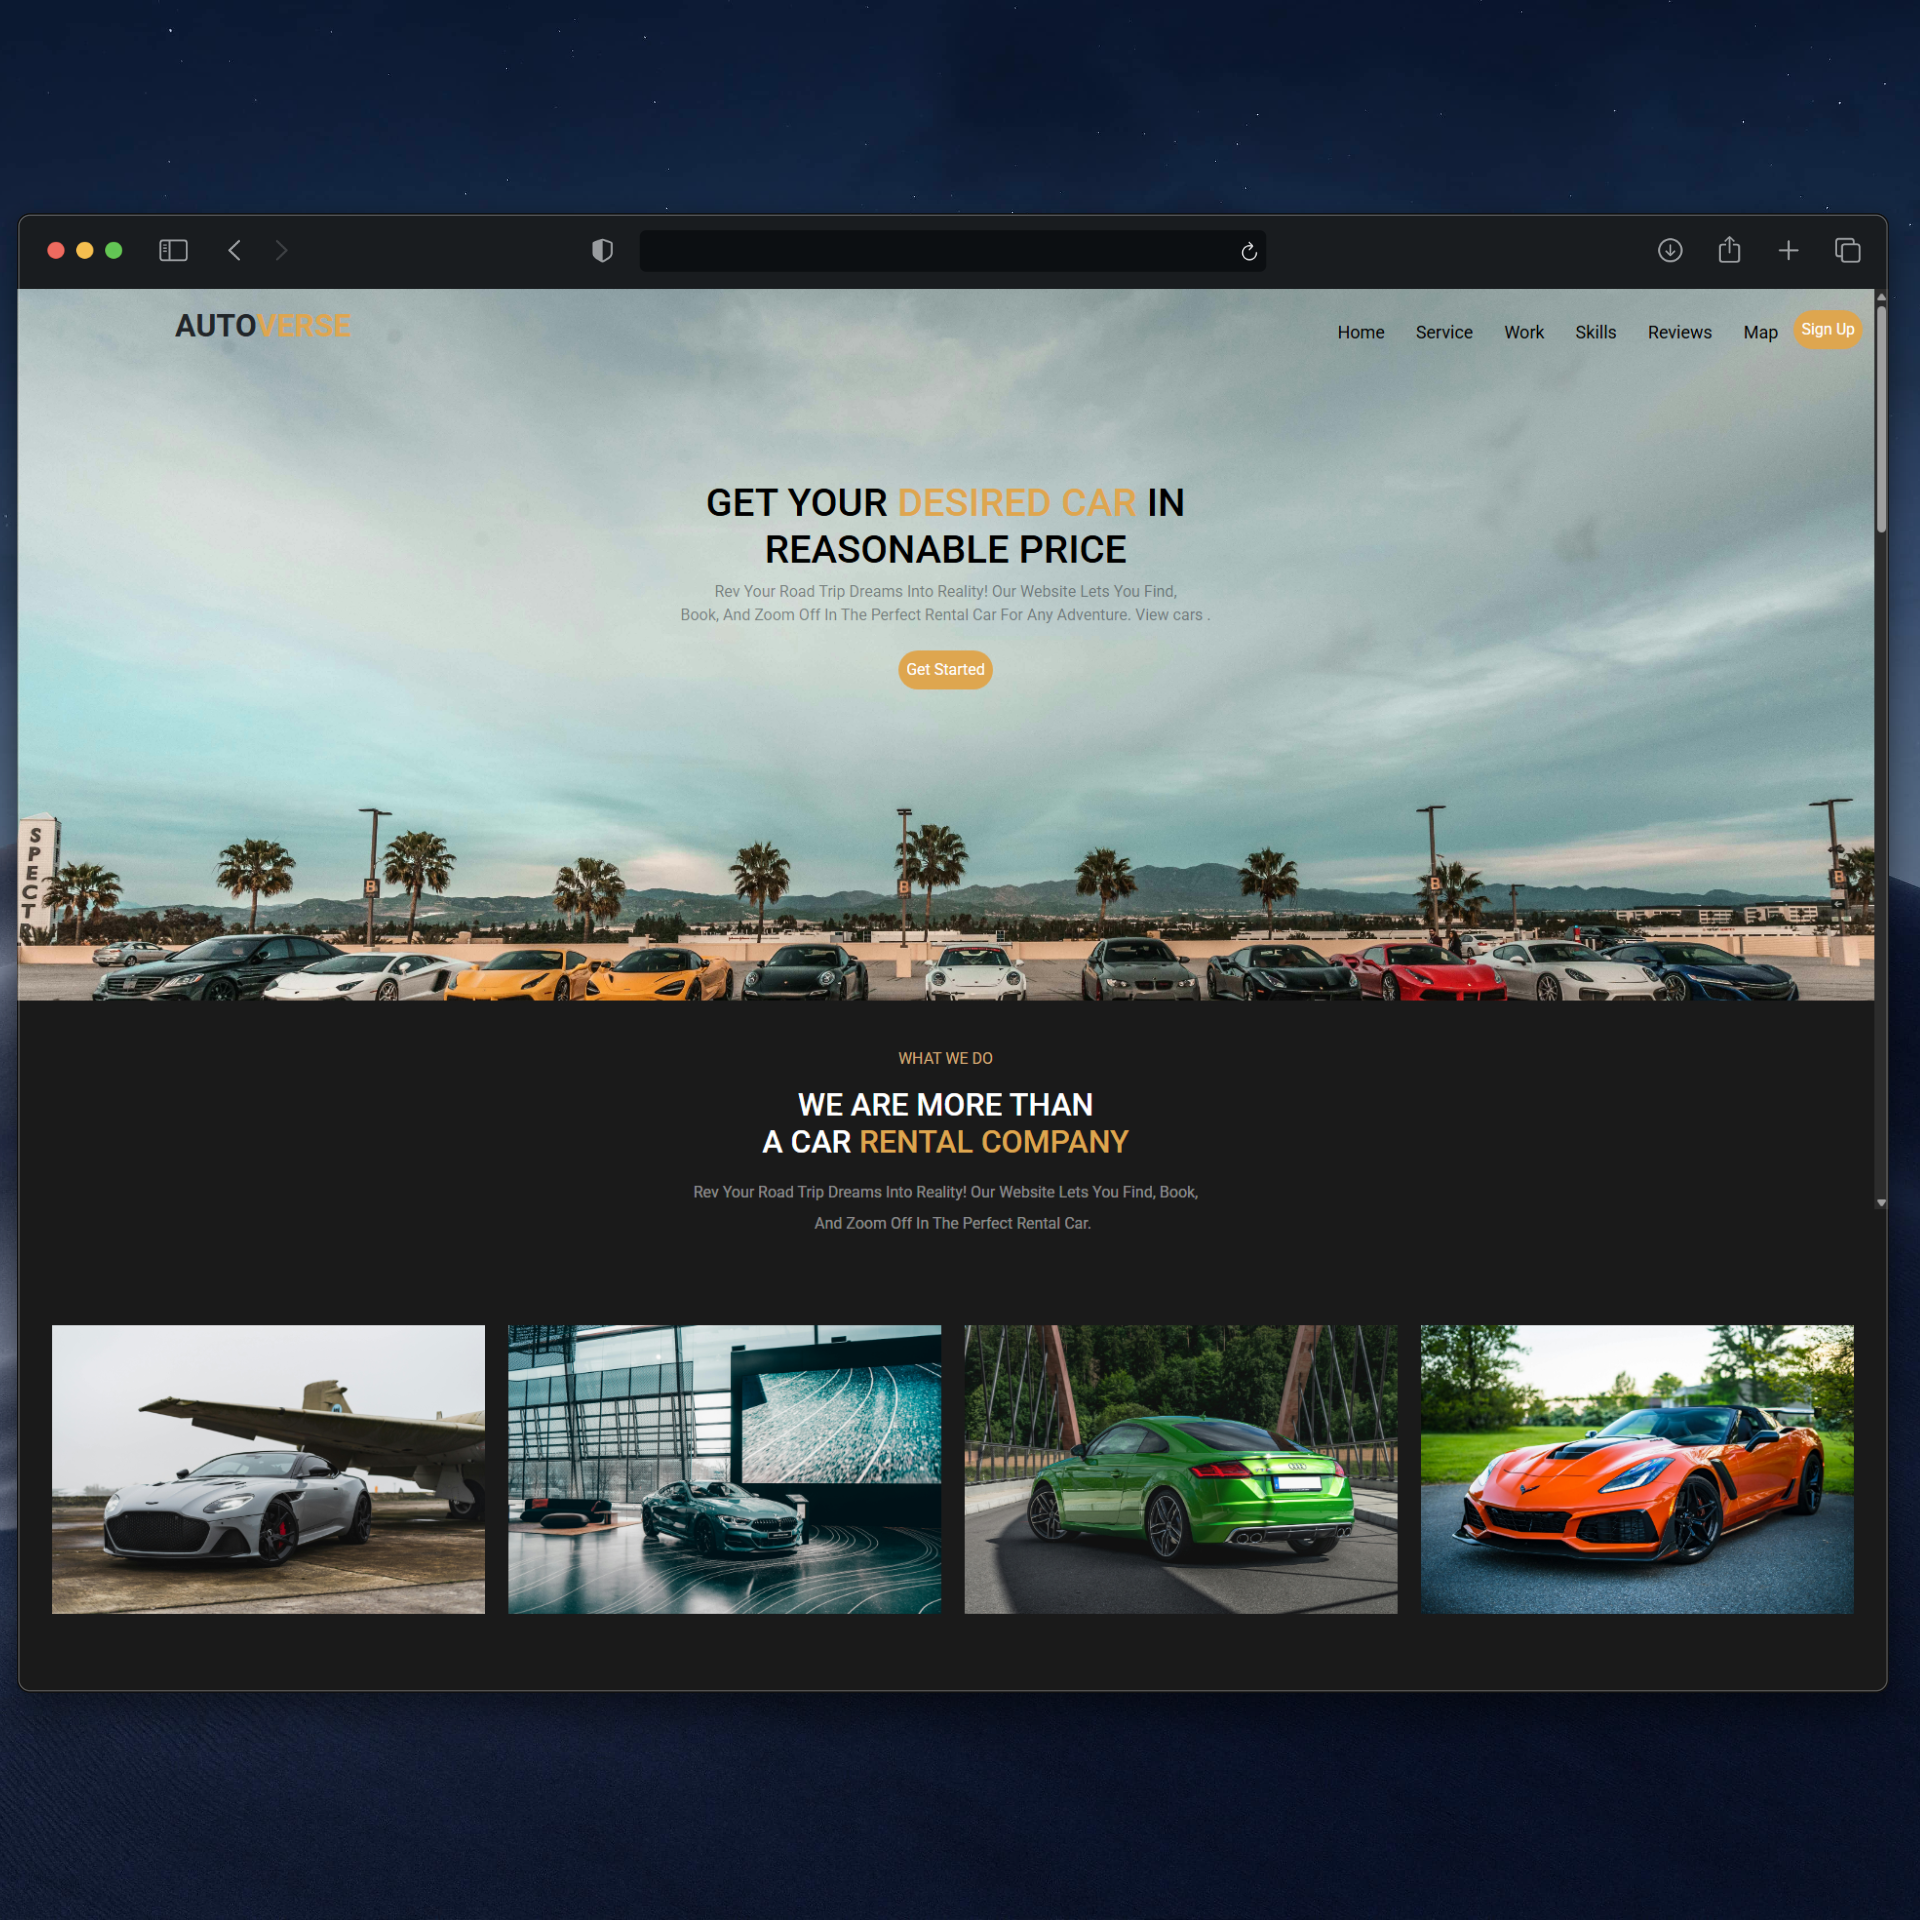 AUTOVERSE
Home Service Work Skills Reviews Map Sign Up
GET YOUR DESIRED CAR IN
REASONABLE PRICE
Rev Your Road Trip Dreams Into Reality! Our Website Lets You Find,
Book, And Zoom Off In The Perfect Rental Car For Any Adventure. View cars .
Get Started
SPECTR
B
B
B
B
WHAT WE DO
WE ARE MORE THAN
A CAR RENTAL COMPANY
Rev Your Road Trip Dreams Into Reality! Our Website Lets You Find, Book,
And Zoom Off In The Perfect Rental Car.